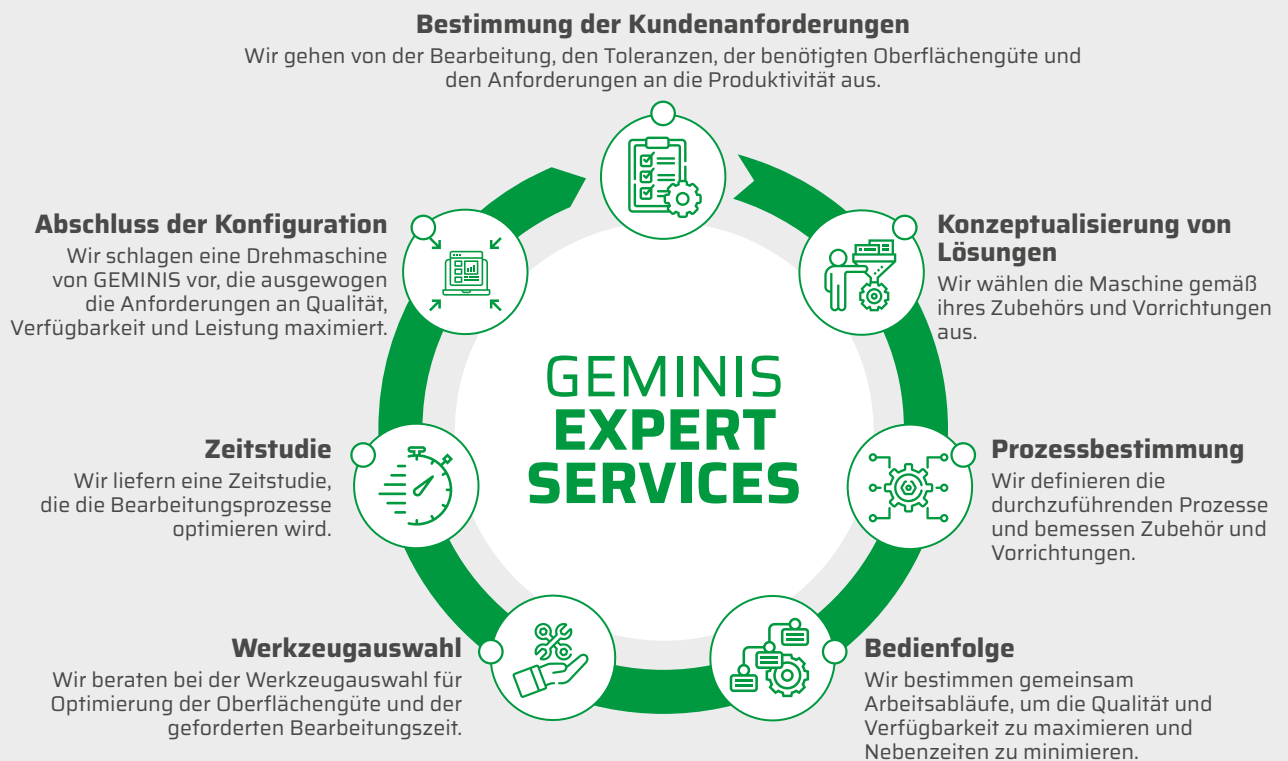 Bestimmung der Kundenanforderungen
Wir gehen von der Bearbeitung, den Toleranzen, der benötigten Oberflächengüte und
den Anforderungen an die Produktivität aus.
Konzeptualisierung von
Lösungen
Wir wählen die Maschine gemäß
ihres Zubehörs und Vorrichtungen
aus.
Prozessbestimmung
Wir definieren die
durchzuführenden Prozesse
und bemessen Zubehör und
Vorrichtungen.
Bedienfolge
Wir bestimmen gemeinsam
Arbeitsabläufe, um die Qualität und
Verfügbarkeit zu maximieren und
Nebenzeiten zu minimieren.
Werkzeugauswahl
Wir beraten bei der Werkzeugauswahl für
Optimierung der Oberflächengüte und der
geforderten Bearbeitungszeit.
Zeitstudie
Wir liefern eine Zeitstudie,
die die Bearbeitungsprozesse
optimieren wird.
Abschluss der Konfiguration
Wir schlagen eine Drehmaschine
von GEMINIS vor, die ausgewogen
die Anforderungen an Qualität,
Verfügbarkeit und Leistung maximiert.
GEMINIS
EXPERT
SERVICES